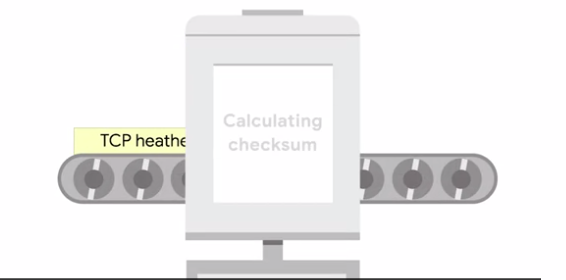 Calculating
checksum
TCP heathe